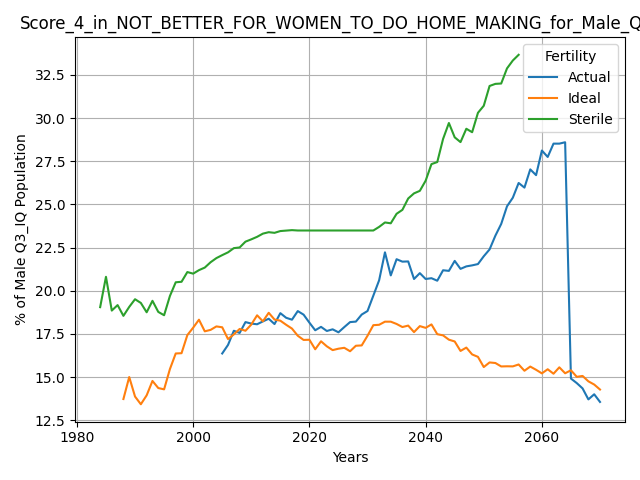 Score_4_in_NOT_BETTER_FOR_WOMEN_TO_DO_HOME_MAKING_for_Male_Q
Fertility
Actual
Ideal
Sterile
% of Male Q3_IQ Population
32.5
30.0
27.5
25.0
22.5
20.0
17.5
15.0
12.5
1980
2000
2020
2040
2060
Years